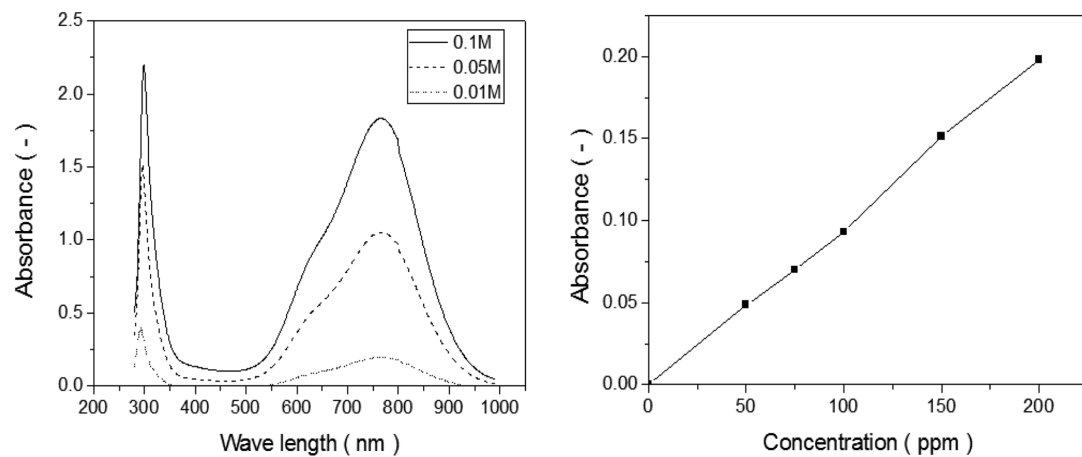 2.5
2.0
1.5
1.0
0.5
0.0
Absorbance ( - )
0.1M
0.05M
0.01M
200 300 400 500 600 700 800 900 1000
Wave length ( nm )
0.20
0.15
0.10
0.05
0.00
Absorbance ( - )
0 50 100 150 200
Concentration ( ppm )